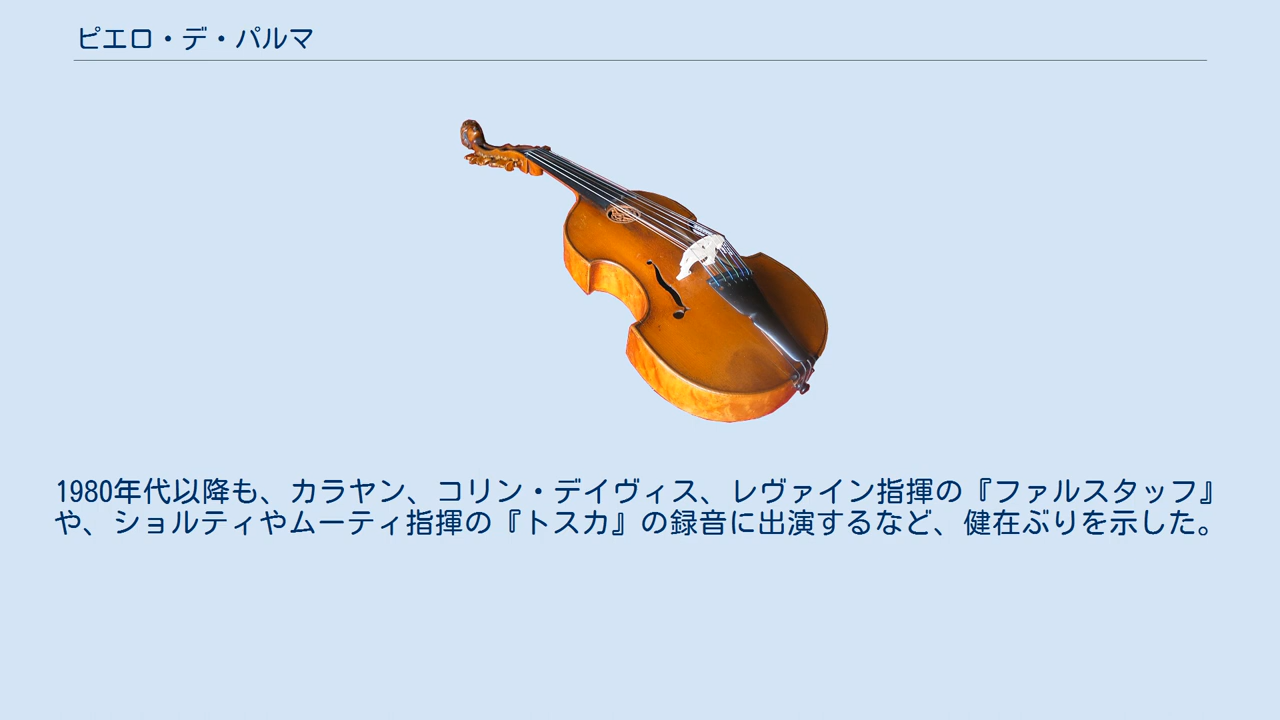 ピエロ・デ・パルマ
1980年代以降も、カラヤン、コリン・デイヴィス、レヴァイン指揮の『ファルスタッフ』
や、ショルティやムーティ指揮の『トスカ』の録音に出演するなど、健在ぶりを示した。